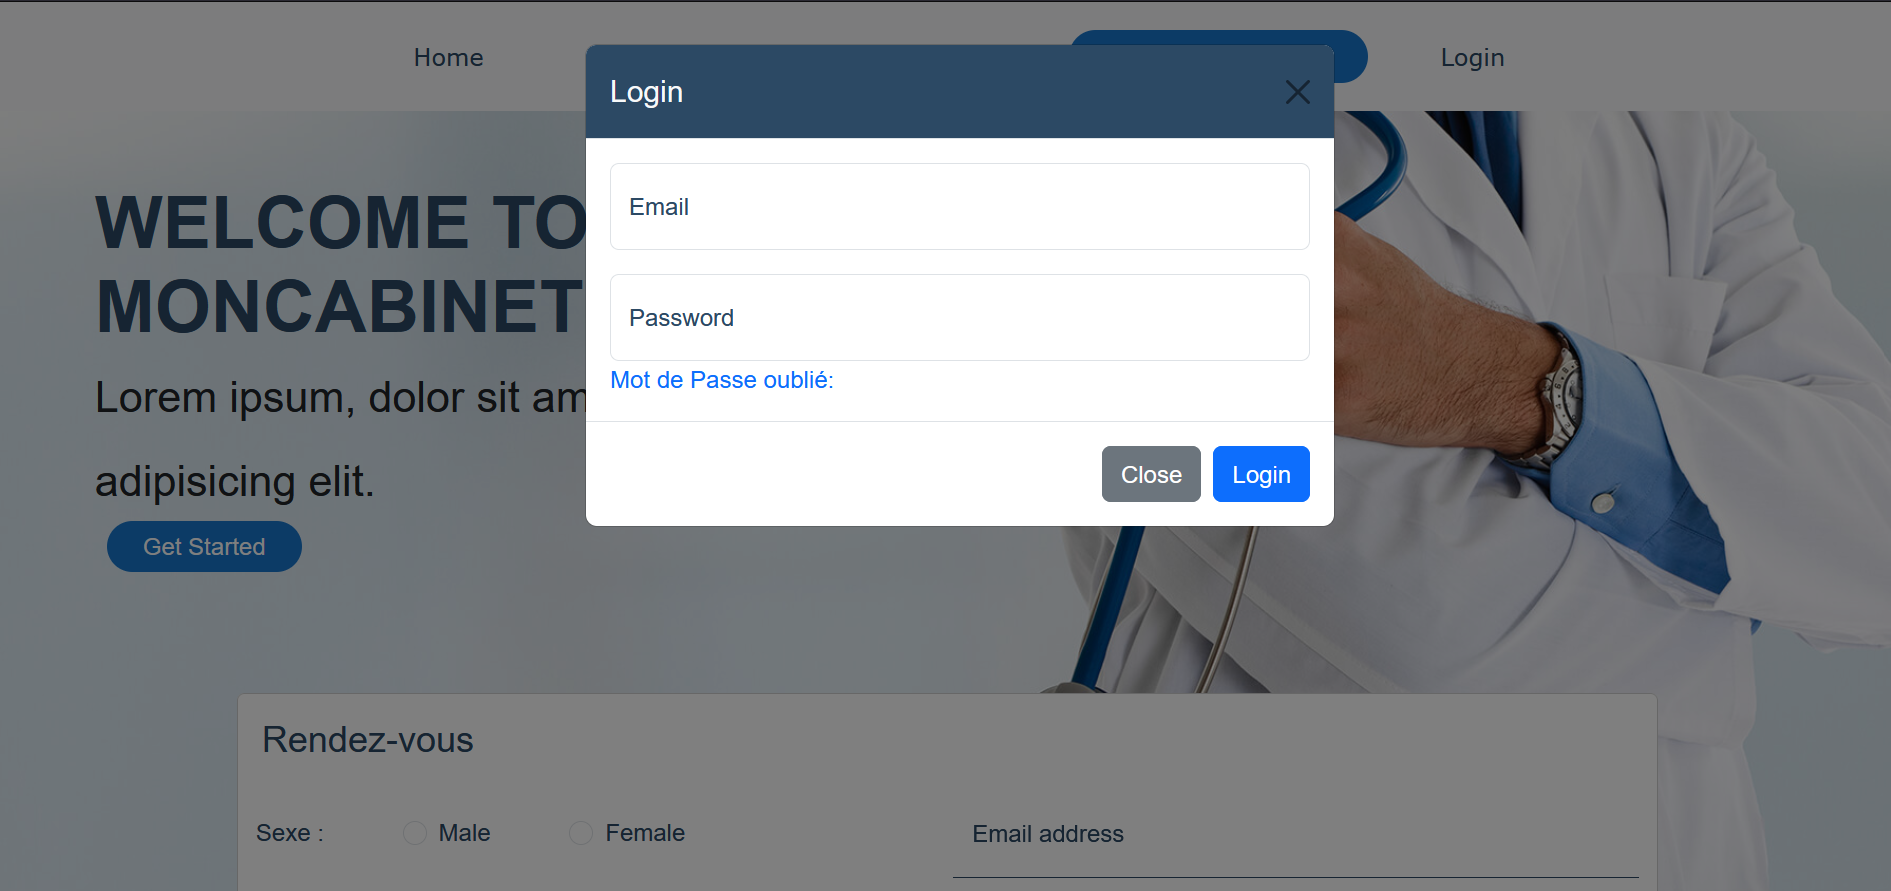 Home
Login
Login
Email
Password
Mot de Passe oublié:
Close
Login
WELCOME TO
MONCABINET
Lorem ipsum, dolor sit am
adipisicing elit.
Get Started
Rendez-vous
Sexe :
Male
Female
Email address